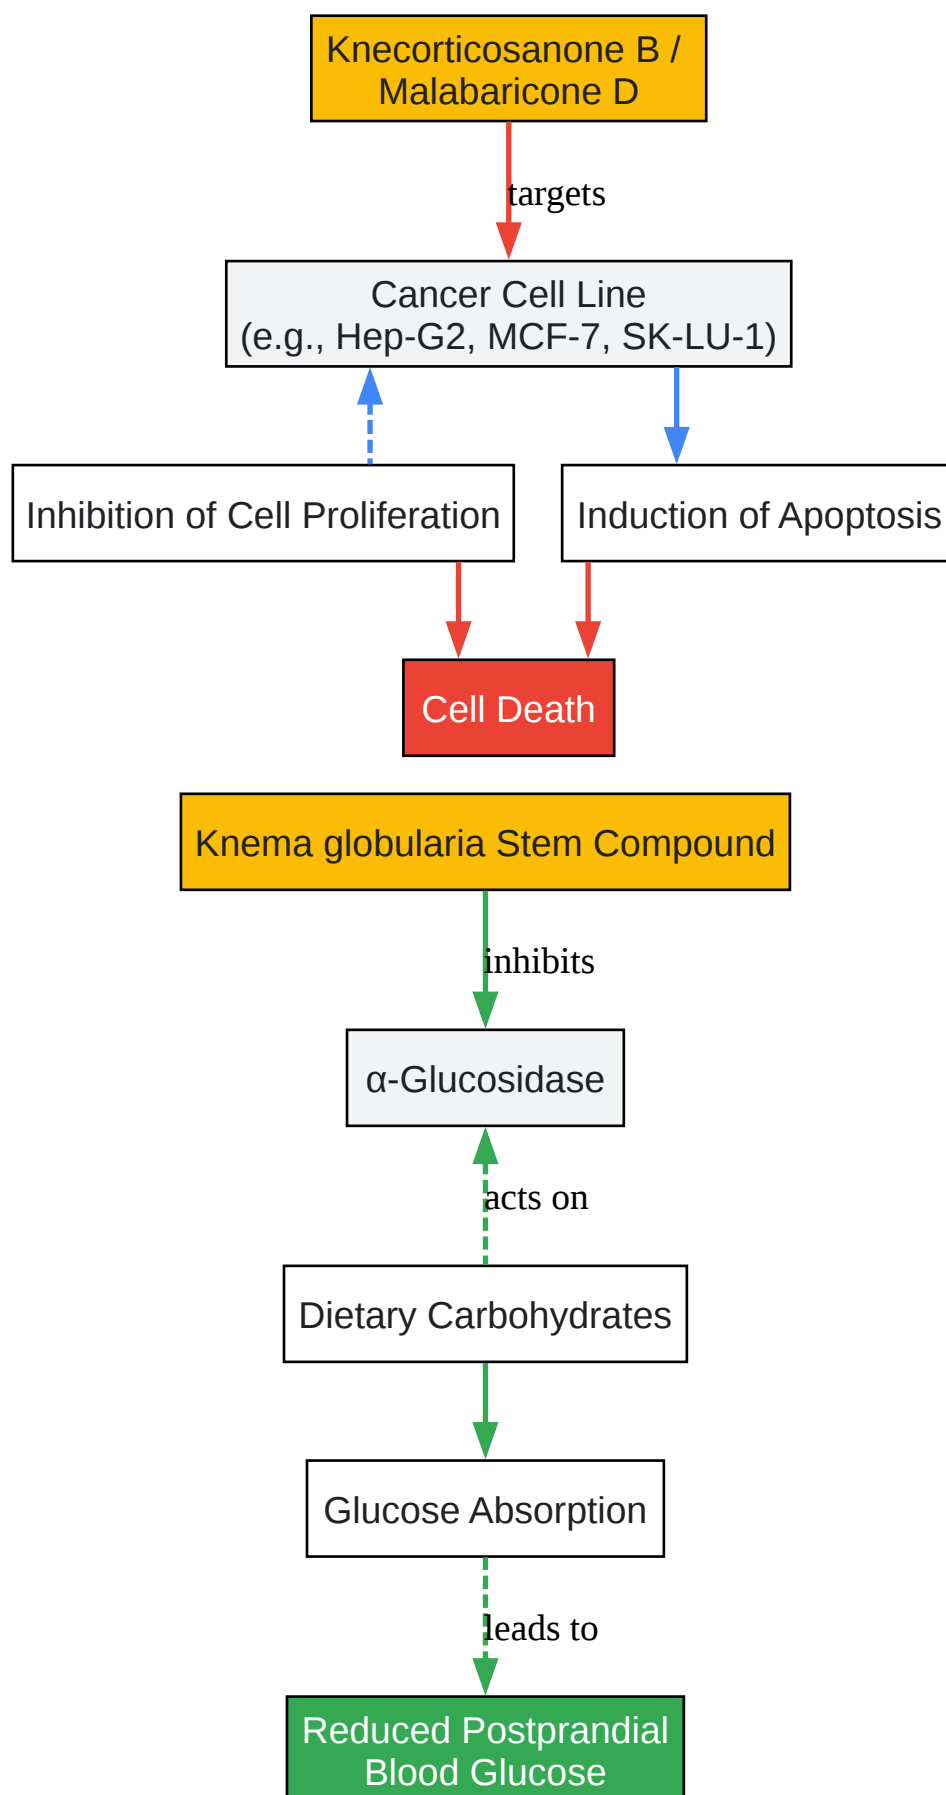 Knecorticosanone B /
Malabaricone D
targets
Cancer Cell Line
(e.g., Hep-G2, MCF-7, SK-LU-1)
Inhibition of Cell Proliferation
Induction of Apoptosis
Cell Death
Knema globularia Stem Compound
inhibits
α-Glucosidase
acts on
Dietary Carbohydrates
Glucose Absorption
leads to
Reduced Postprandial
Blood Glucose